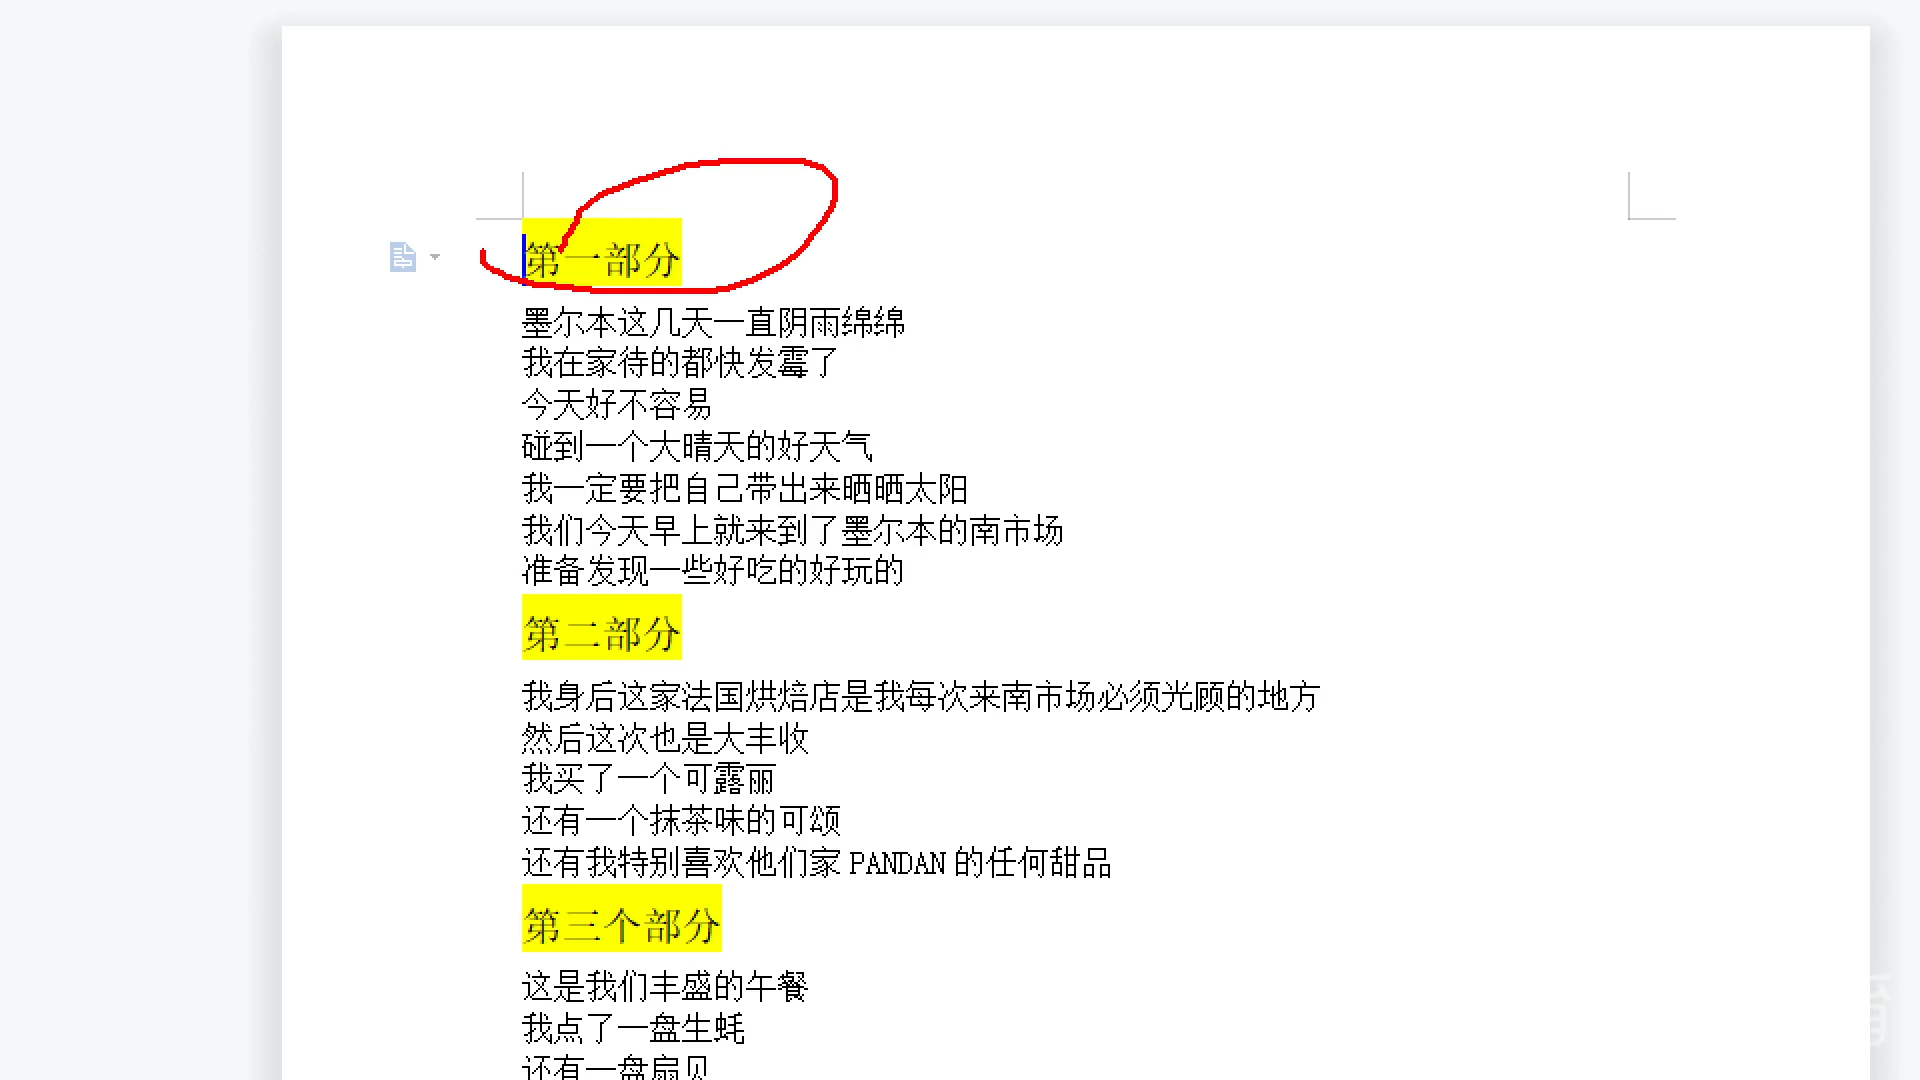 第一部分
墨尔本这几天一直阴雨绵绵
我在家待的都快发霉了
今天好不容易
碰到一个大晴天的好天气
我一定要把自己带出来晒晒太阳
我们今天早上就来到了墨尔本的南市场
准备发现一些好吃的好玩的
第二部分
我身后这家法国烘焙店是我每次来南市场必须光顾的地方
然后这次也是大丰收
我买了一个可露丽
还有一个抹茶味的可颂
还有我特别喜欢他们家 PANDAN 的任何甜品
第三个部分
这是我们丰盛的午餐
我点了一盘生蚝
还有一盘扇贝